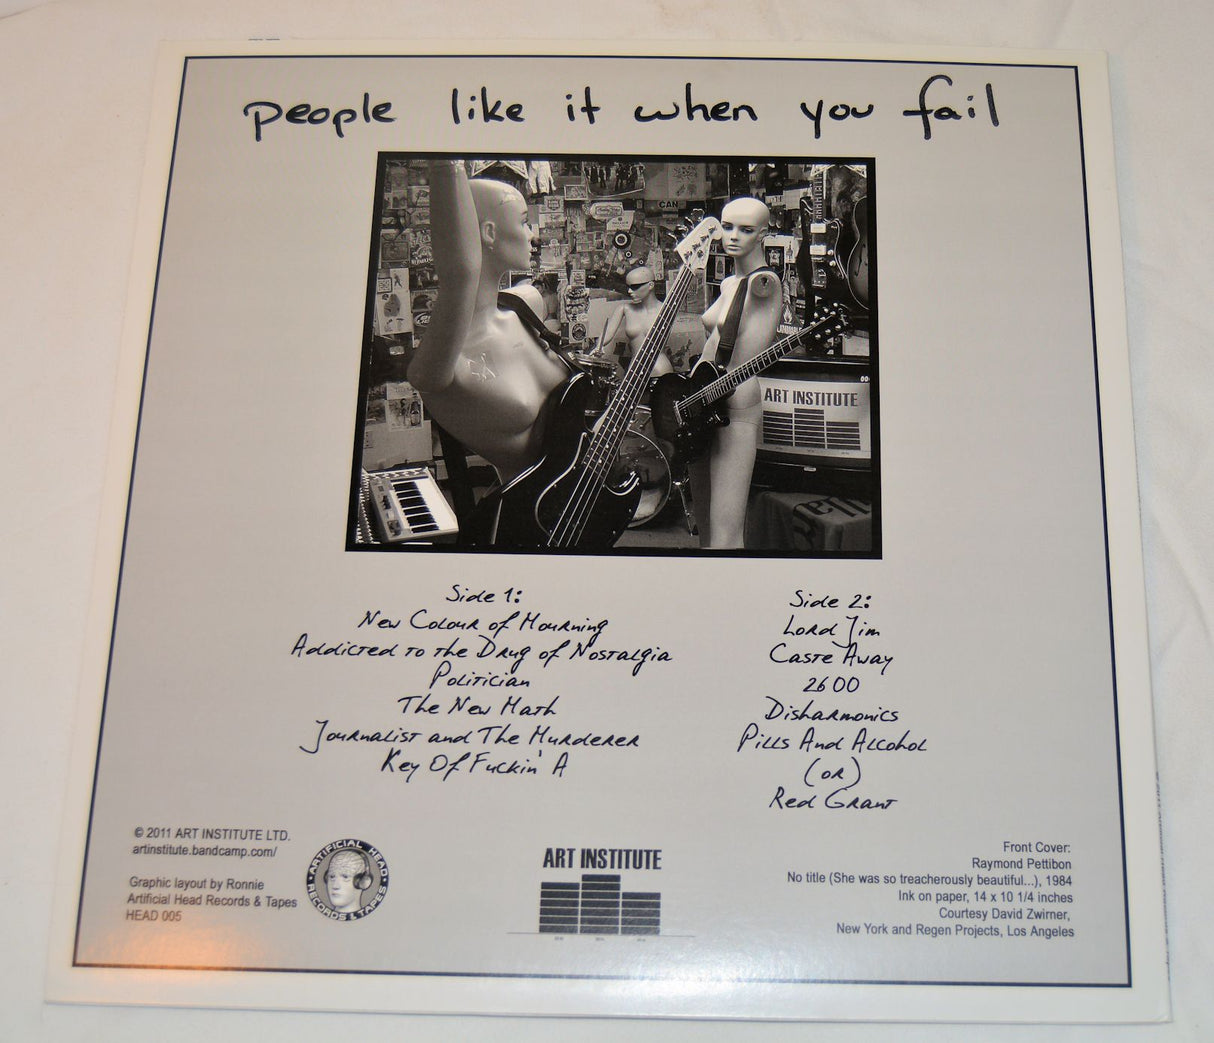 people like it when you fail
CAN
ART INSTITUTE
Side 1:
New Colour of Mourning
Addicted to the Drug of Nostalgia
Politician
The New Math
Journalist and The Murderer
Key Of Fuckin' A
Side 2:
Lord Jim
Caste Away
2600
Disharmonics
Pills And Alcohol
(or)
Red Grant
© 2011 ART INSTITUTE LTD.
artinstitute.bandcamp.com/
Graphic layout by Ronnie
Artificial Head Records & Tapes
HEAD 005
ARTIFICIAL HEAD
RECORDS & TAPES
ART INSTITUTE
Front Cover:
Raymond Pettibon
No title (She was so treacherously beautiful...), 1984
Ink on paper, 14 x 10 1/4 inches
Courtesy David Zwirner,
New York and Regen Projects, Los Angeles